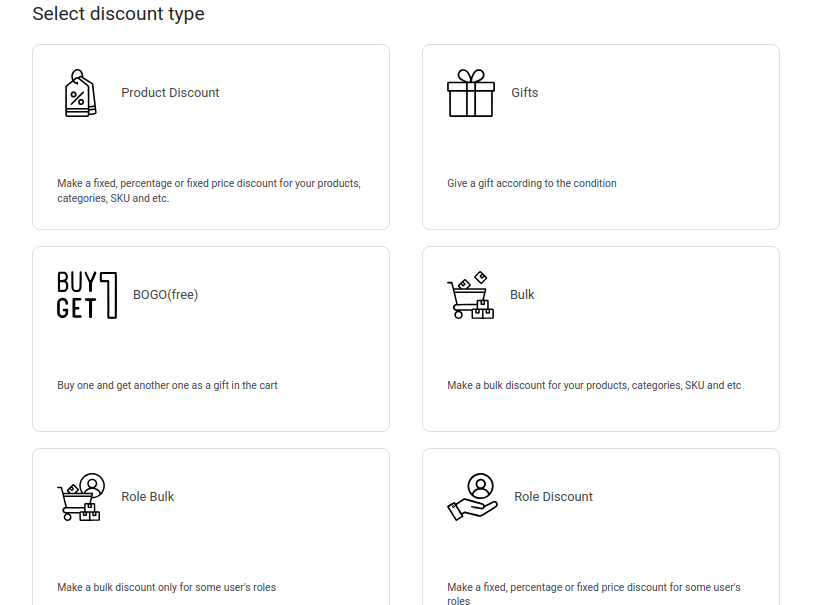 Select discount type
Product Discount
Make a fixed, percentage or fixed price discount for your products,
categories, SKU and etc.
Gifts
Give a gift according to the condition
BUY 1
GET
BOGO(free)
Buy one and get another one as a gift in the cart
Bulk
Make a bulk discount for your products, categories, SKU and etc
Role Bulk
Make a bulk discount only for some user's roles
Role Discount
Make a fixed, percentage or fixed price discount for some user's
roles